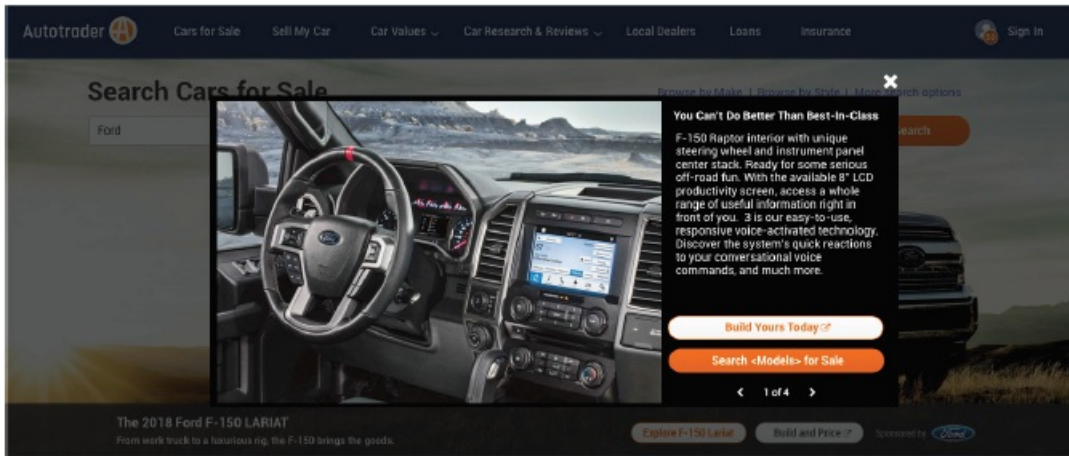 Autotrader
Cars for Sale
Sell My Car
Car Values
Car Research & Reviews
Local Dealers
Loans
Insurance
Sign In
Search Cars for Sale
Browse by Make | Browse by Style | More search options
Ford
You Can't Do Better Than Best-In-Class
F-150 Raptor interior with unique
steering wheel and instrument panel
center stack. Ready for some serious
off-road fun. With the available 8" LCD
productivity screen, access a whole
range of useful information right in
front of you. 3 is our easy-to-use,
responsive voice-activated technology.
Discover the system's quick reactions
to your conversational voice
commands, and much more.
Build Yours Today
Search <Models> for Sale
1 of 4
The 2018 Ford F-150 LARIAT
From work truck to a luxurious rig, the F-150 brings the goods.
Explore F-150 Lariat
Build and Price
Sponsored by Ford